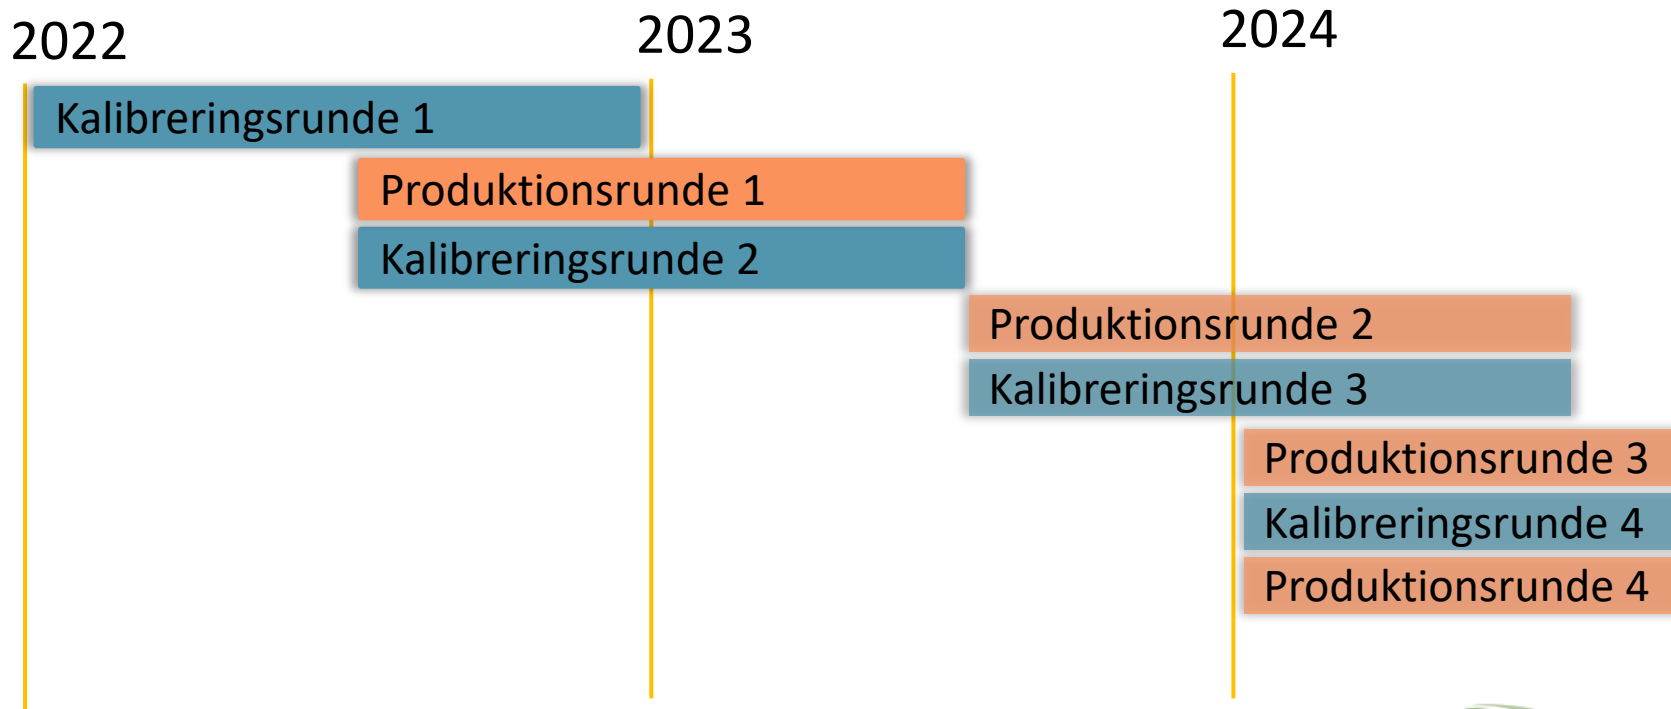 2022
2023
2024
Kalibreringsrunde 1
Produktionsrunde 1
Kalibreringsrunde 2
Produktionsrunde 2
Kalibreringsrunde 3
Produktionsrunde 3
Kalibreringsrunde 4
Produktionsrunde 4